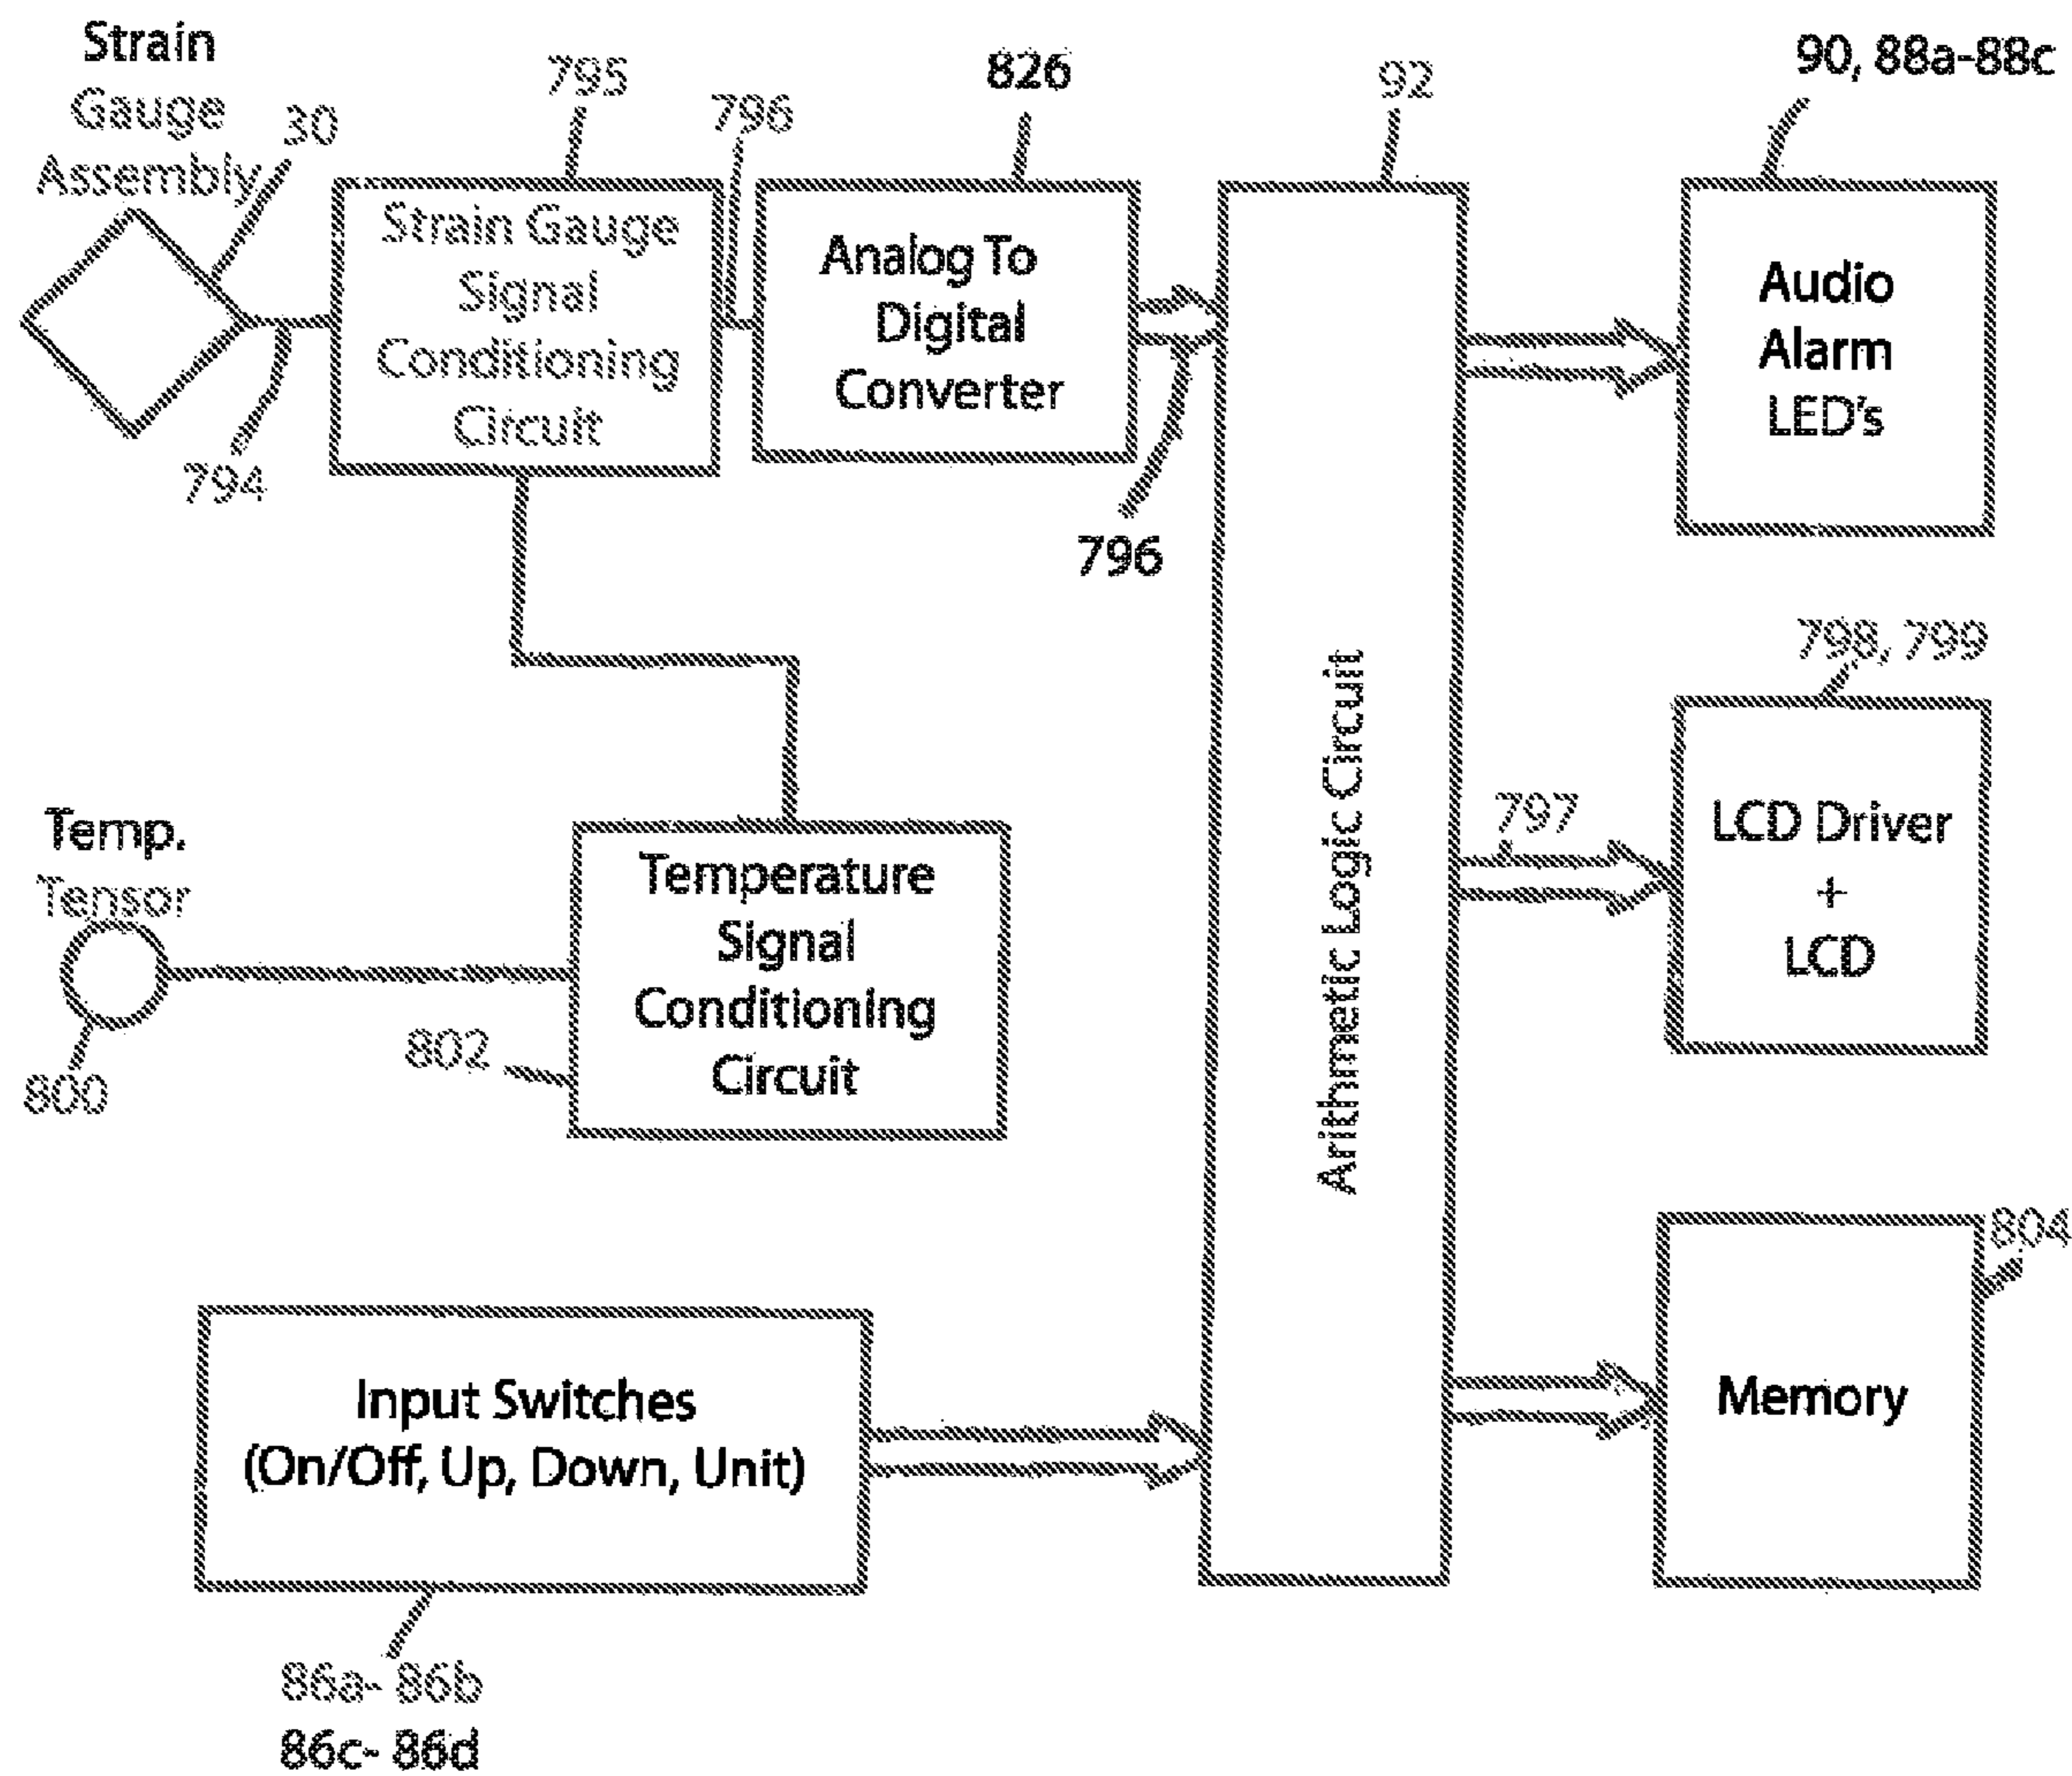 Strain
Gauge
Assembly
30
795
796
826
92
90, 88a-88c
Strain Gauge
Signal
Conditioning
Circuit
Analog To
Digital
Converter
Audio
Alarm
LED's
794
796
Arithmetic Logic Circuit
798, 799
797
LCD Driver
+
LCD
Temp.
Tensor
800
802
Temperature
Signal
Conditioning
Circuit
804
Memory
Input Switches
(On/Off, Up, Down, Unit)
86a- 86b
86c- 86d